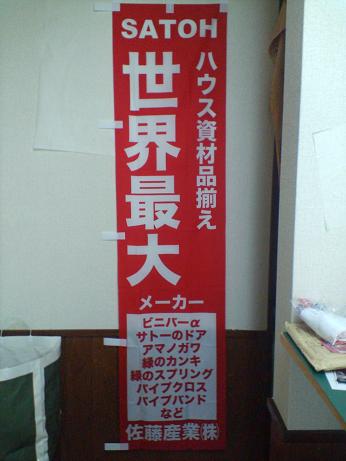 SATOH
ハウス資材品揃え
世界最大
メーカー
ビニバーα
サトーのドア
アマノガワ
緑のカンキ
緑のスプリング
パイプクロス
パイプバンド
など
佐藤産業㈱